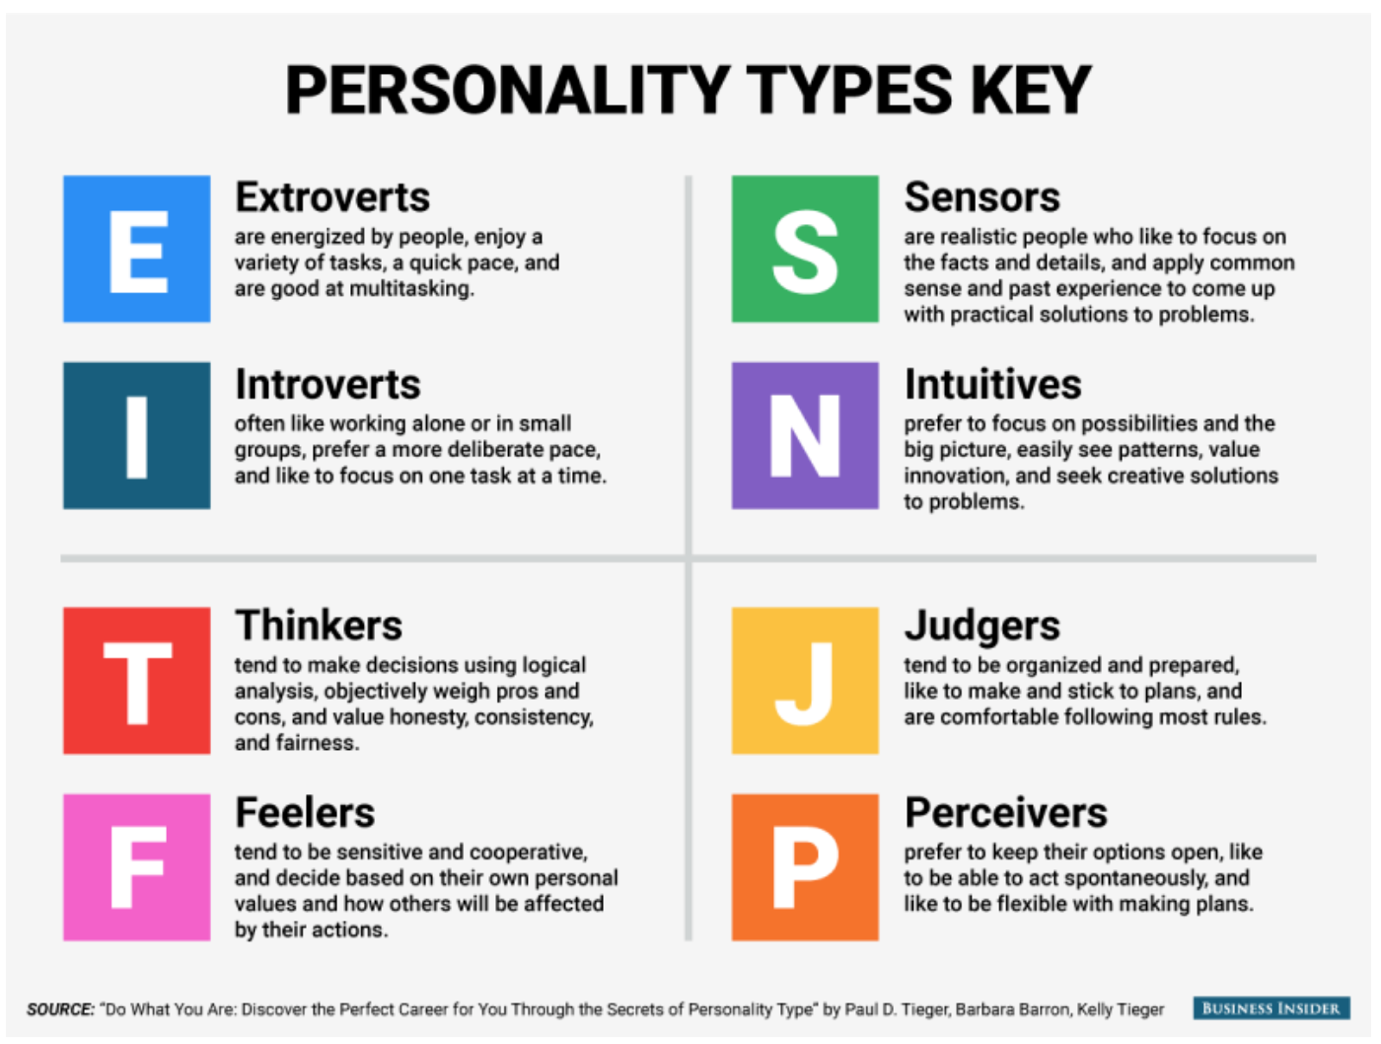 PERSONALITY TYPES KEY
E
Extroverts
are energized by people, enjoy a
variety of tasks, a quick pace, and
are good at multitasking.
I
Introverts
often like working alone or in small
groups, prefer a more deliberate pace,
and like to focus on one task at a time.
S
Sensors
are realistic people who like to focus on
the facts and details, and apply common
sense and past experience to come up
with practical solutions to problems.
N
Intuitives
prefer to focus on possibilities and the
big picture, easily see patterns, value
innovation, and seek creative solutions
to problems.
T
Thinkers
tend to make decisions using logical
analysis, objectively weigh pros and
cons, and value honesty, consistency,
and fairness.
F
Feelers
tend to be sensitive and cooperative,
and decide based on their own personal
values and how others will be affected
by their actions.
J
Judgers
tend to be organized and prepared,
like to make and stick to plans, and
are comfortable following most rules.
P
Perceivers
prefer to keep their options open, like
to be able to act spontaneously, and
like to be flexible with making plans.
SOURCE: “Do What You Are: Discover the Perfect Career for You Through the Secrets of Personality Type“ by Paul D. Tieger, Barbara Barron, Kelly Tieger
BUSINESS INSIDER